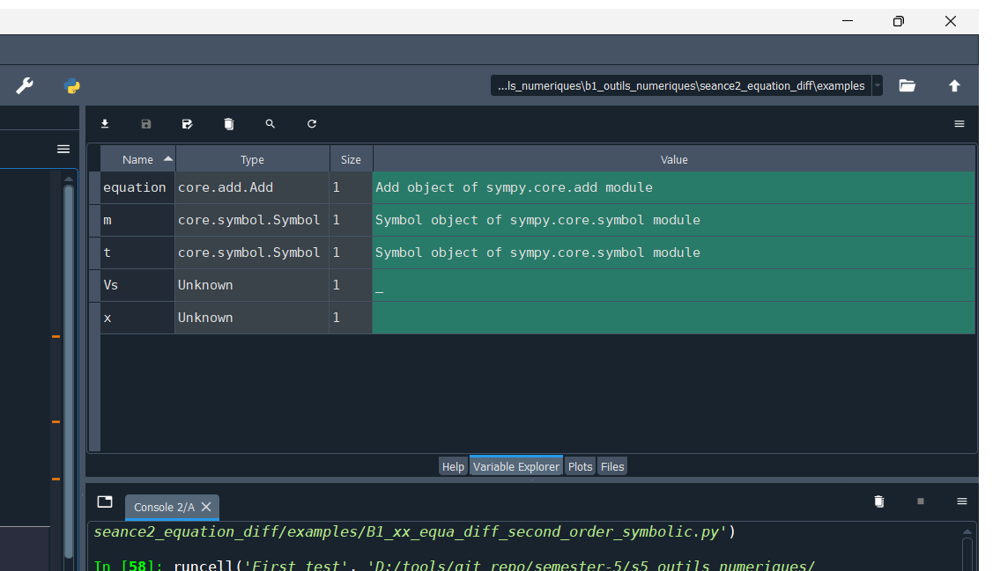 ...ls_numeriques\b1_outils_numeriques\seance2_equation_diff\examples
Name Type Size Value
equation core.add.Add 1 Add object of sympy.core.add module
m core.symbol.Symbol 1 Symbol object of sympy.core.symbol module
t core.symbol.Symbol 1 Symbol object of sympy.core.symbol module
Vs Unknown 1 _
x Unknown 1
Help Variable Explorer Plots Files
Console 2/A
seance2_equation_diff/examples/B1_xx_equa_diff_second_order_symbolic.py')
In [58]: runcell('First test', 'D:/tools/git_repo/semester-5/s5_outils_numeriques/